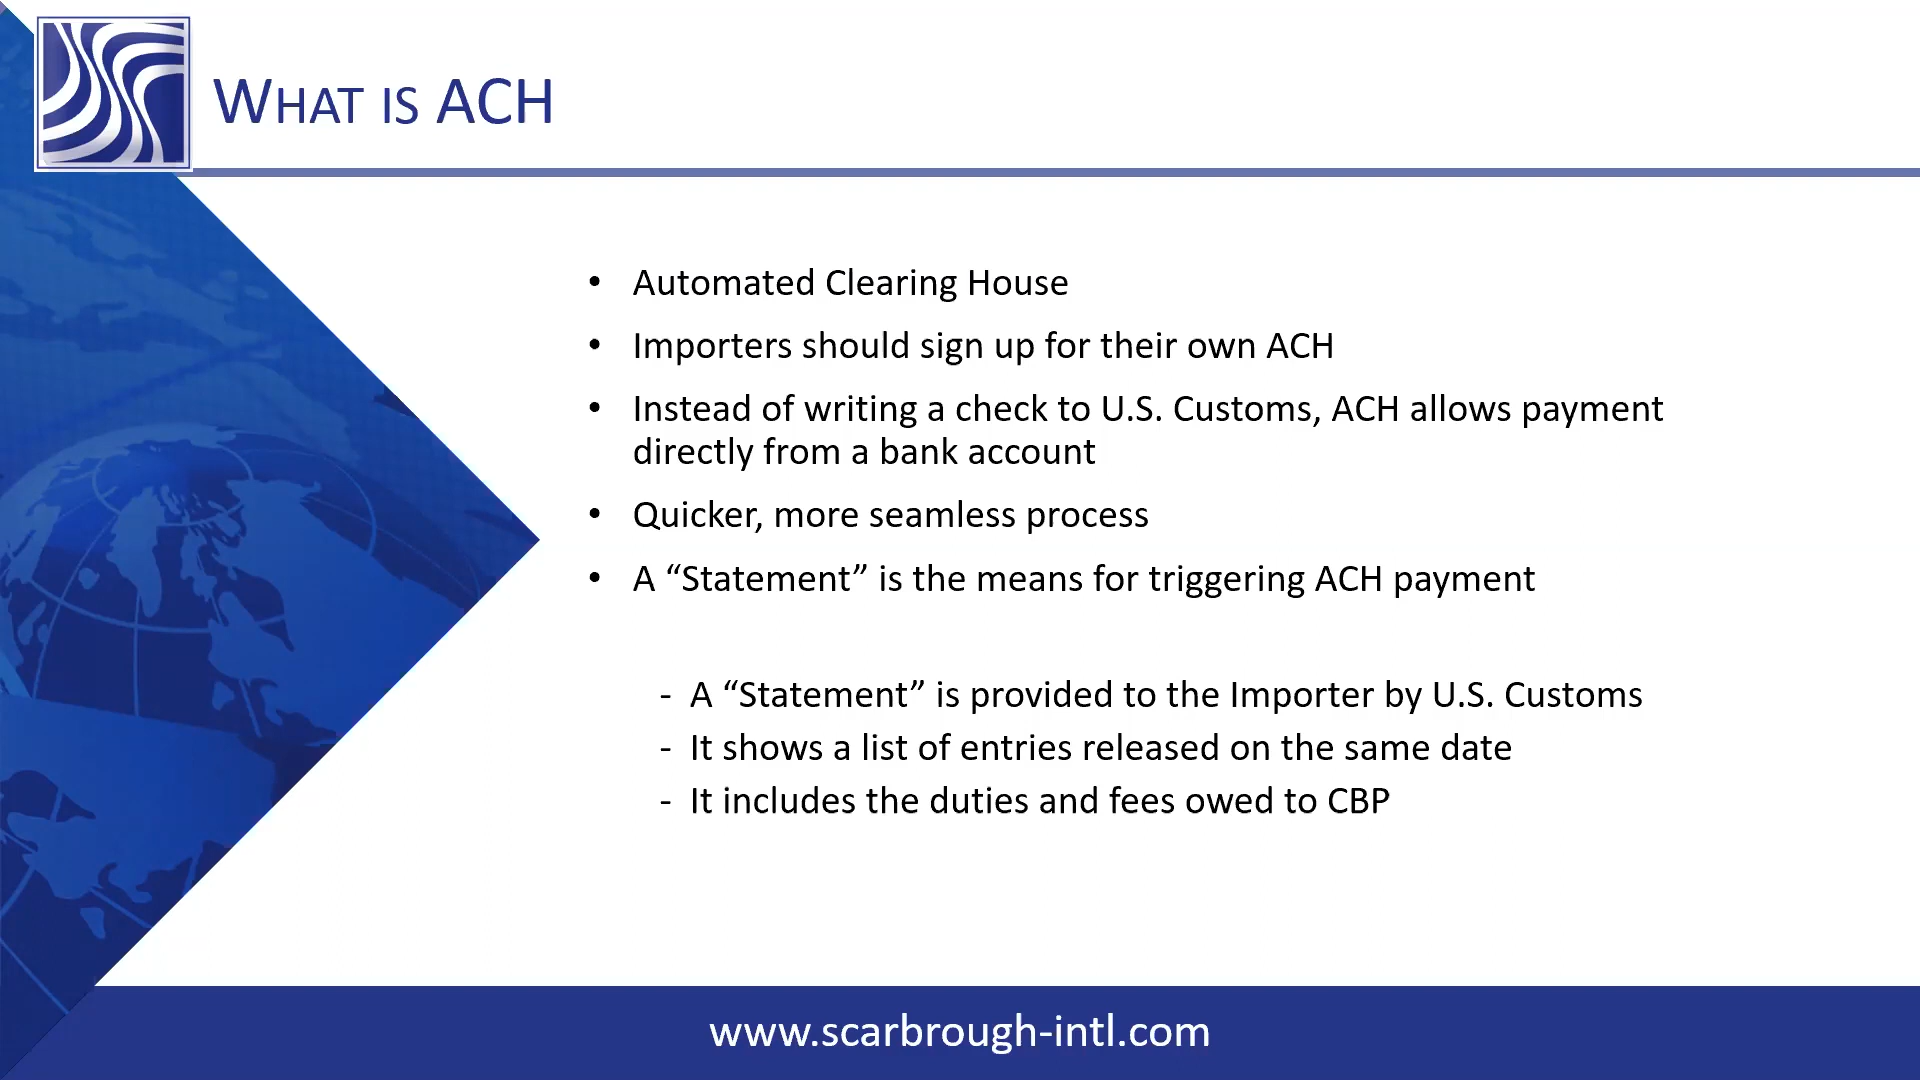 WHAT IS ACH
• Automated Clearing House
• Importers should sign up for their own ACH
• Instead of writing a check to U.S. Customs, ACH allows payment
directly from a bank account
• Quicker, more seamless process
• A “Statement” is the means for triggering ACH payment
- A “Statement” is provided to the Importer by U.S. Customs
- It shows a list of entries released on the same date
- It includes the duties and fees owed to CBP
www.scarbrough-intl.com